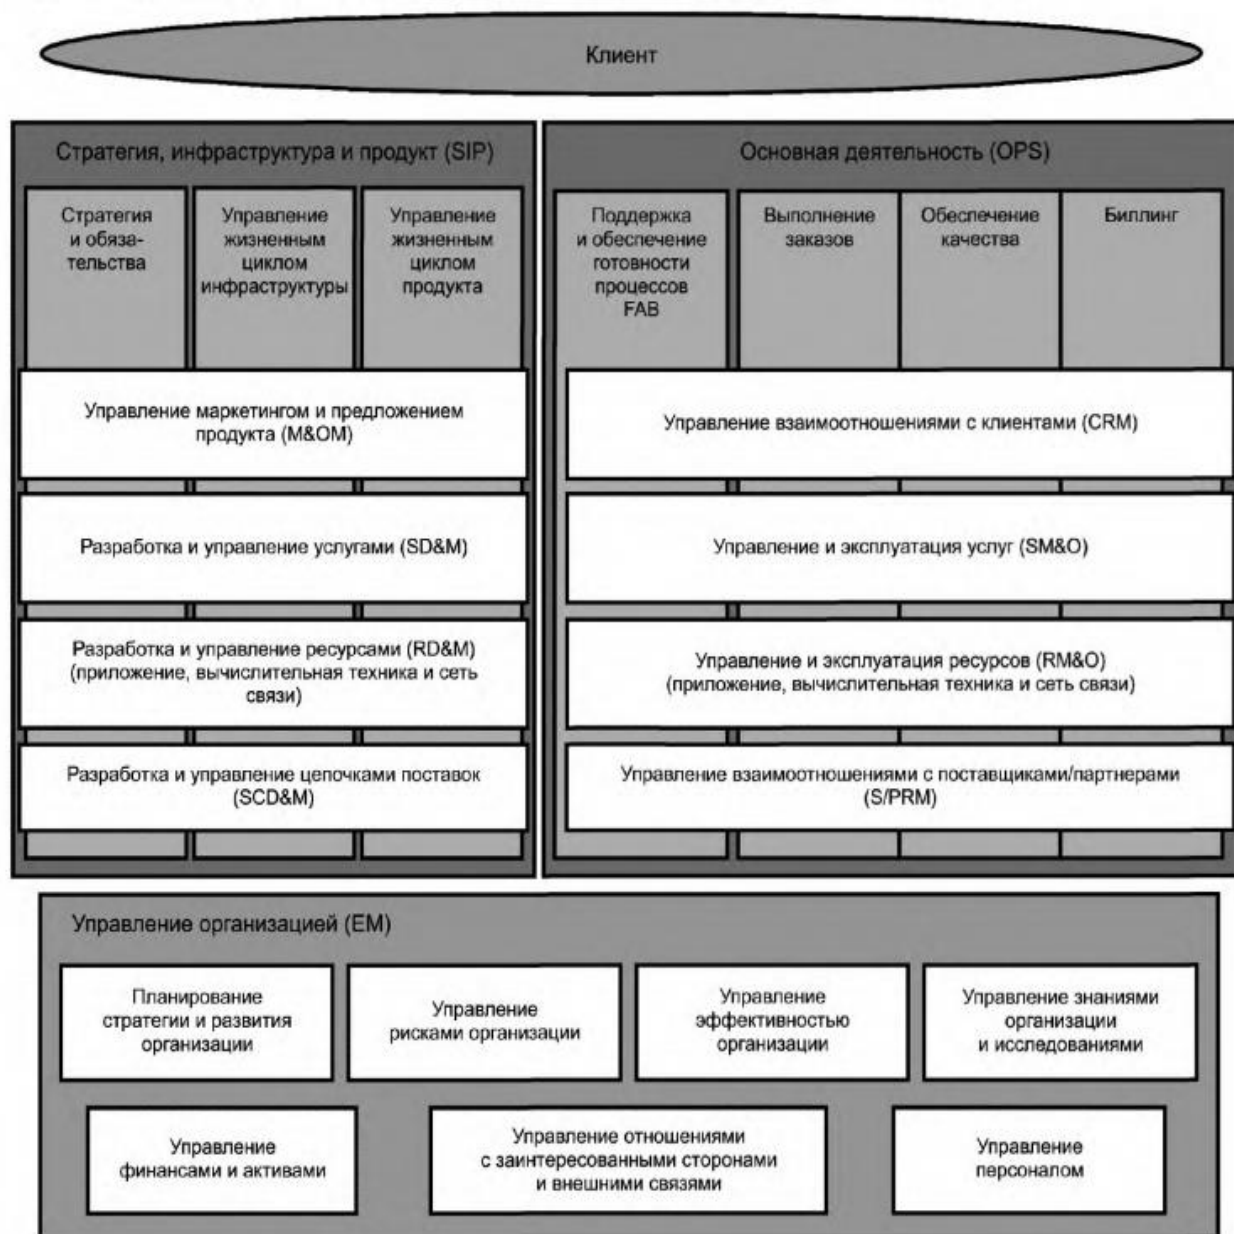 Клиент
Стратегия, инфраструктура и продукт (SIP)
Стратегия
и обяза-
тельства
Управление
жизненным
циклом
инфраструктуры
Управление
жизненным
циклом
продукта
Управление маркетингом и предложением
продукта (M&OM)
Разработка и управление услугами (SD&M)
Разработка и управление ресурсами (RD&M)
(приложение, вычислительная техника и сеть
связи)
Разработка и управление цепочками поставок
(SCD&M)
Основная деятельность (OPS)
Поддержка
и обеспечение
готовности
процессов
FAB
Выполнение
заказов
Обеспечение
качества
Биллинг
Управление взаимоотношениями с клиентами (CRM)
Управление и эксплуатация услуг (SM&O)
Управление и эксплуатация ресурсов (RM&O)
(приложение, вычислительная техника и сеть связи)
Управление взаимоотношениями с поставщиками/партнерами
(S/PRM)
Управление организацией (EM)
Планирование
стратегии и развития
организации
Управление
рисками организации
Управление
эффективностью
организации
Управление знаниями
организации
и исследованиями
Управление
финансами и активами
Управление отношениями
с заинтересованными сторонами
и внешними связями
Управление
персоналом